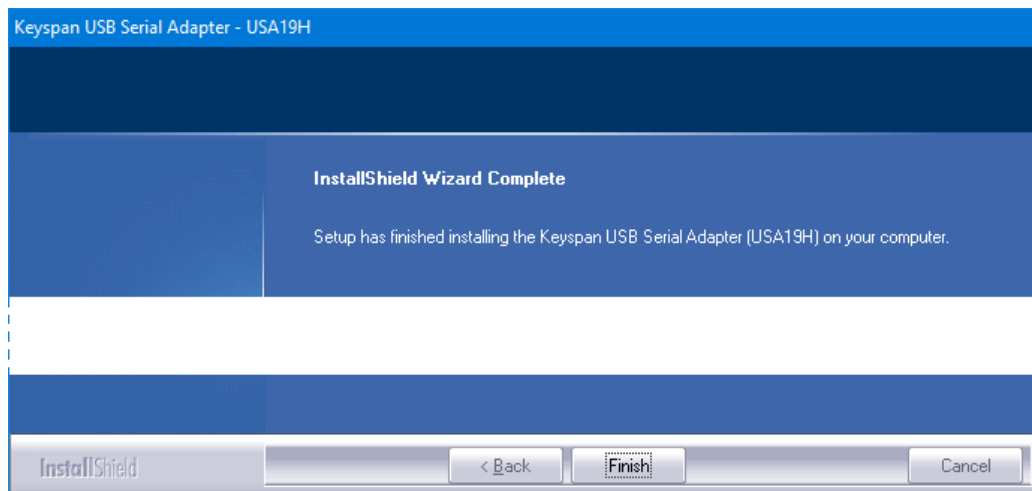 Keyspan USB Serial Adapter - USA19H
InstallShield Wizard Complete
Setup has finished installing the Keyspan USB Serial Adapter (USA19H) on your computer.
InstallShield
< Back
Finish
Cancel